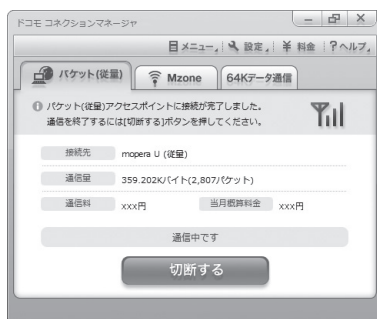 ドコモ コネクションマネージャ
メニュー 設定 ¥ 料金 ? ヘルプ
パケット(従量) Mzone 64Kデータ通信
パケット(従量)アクセスポイントに接続が完了しました。
通信を終了するには[切断する]ボタンを押してください。
接続先 mopera U (従量)
通信量 359.202Kバイト(2,807パケット)
通信料 xxx円 当月概算料金 xxx円
通信中です
切断する